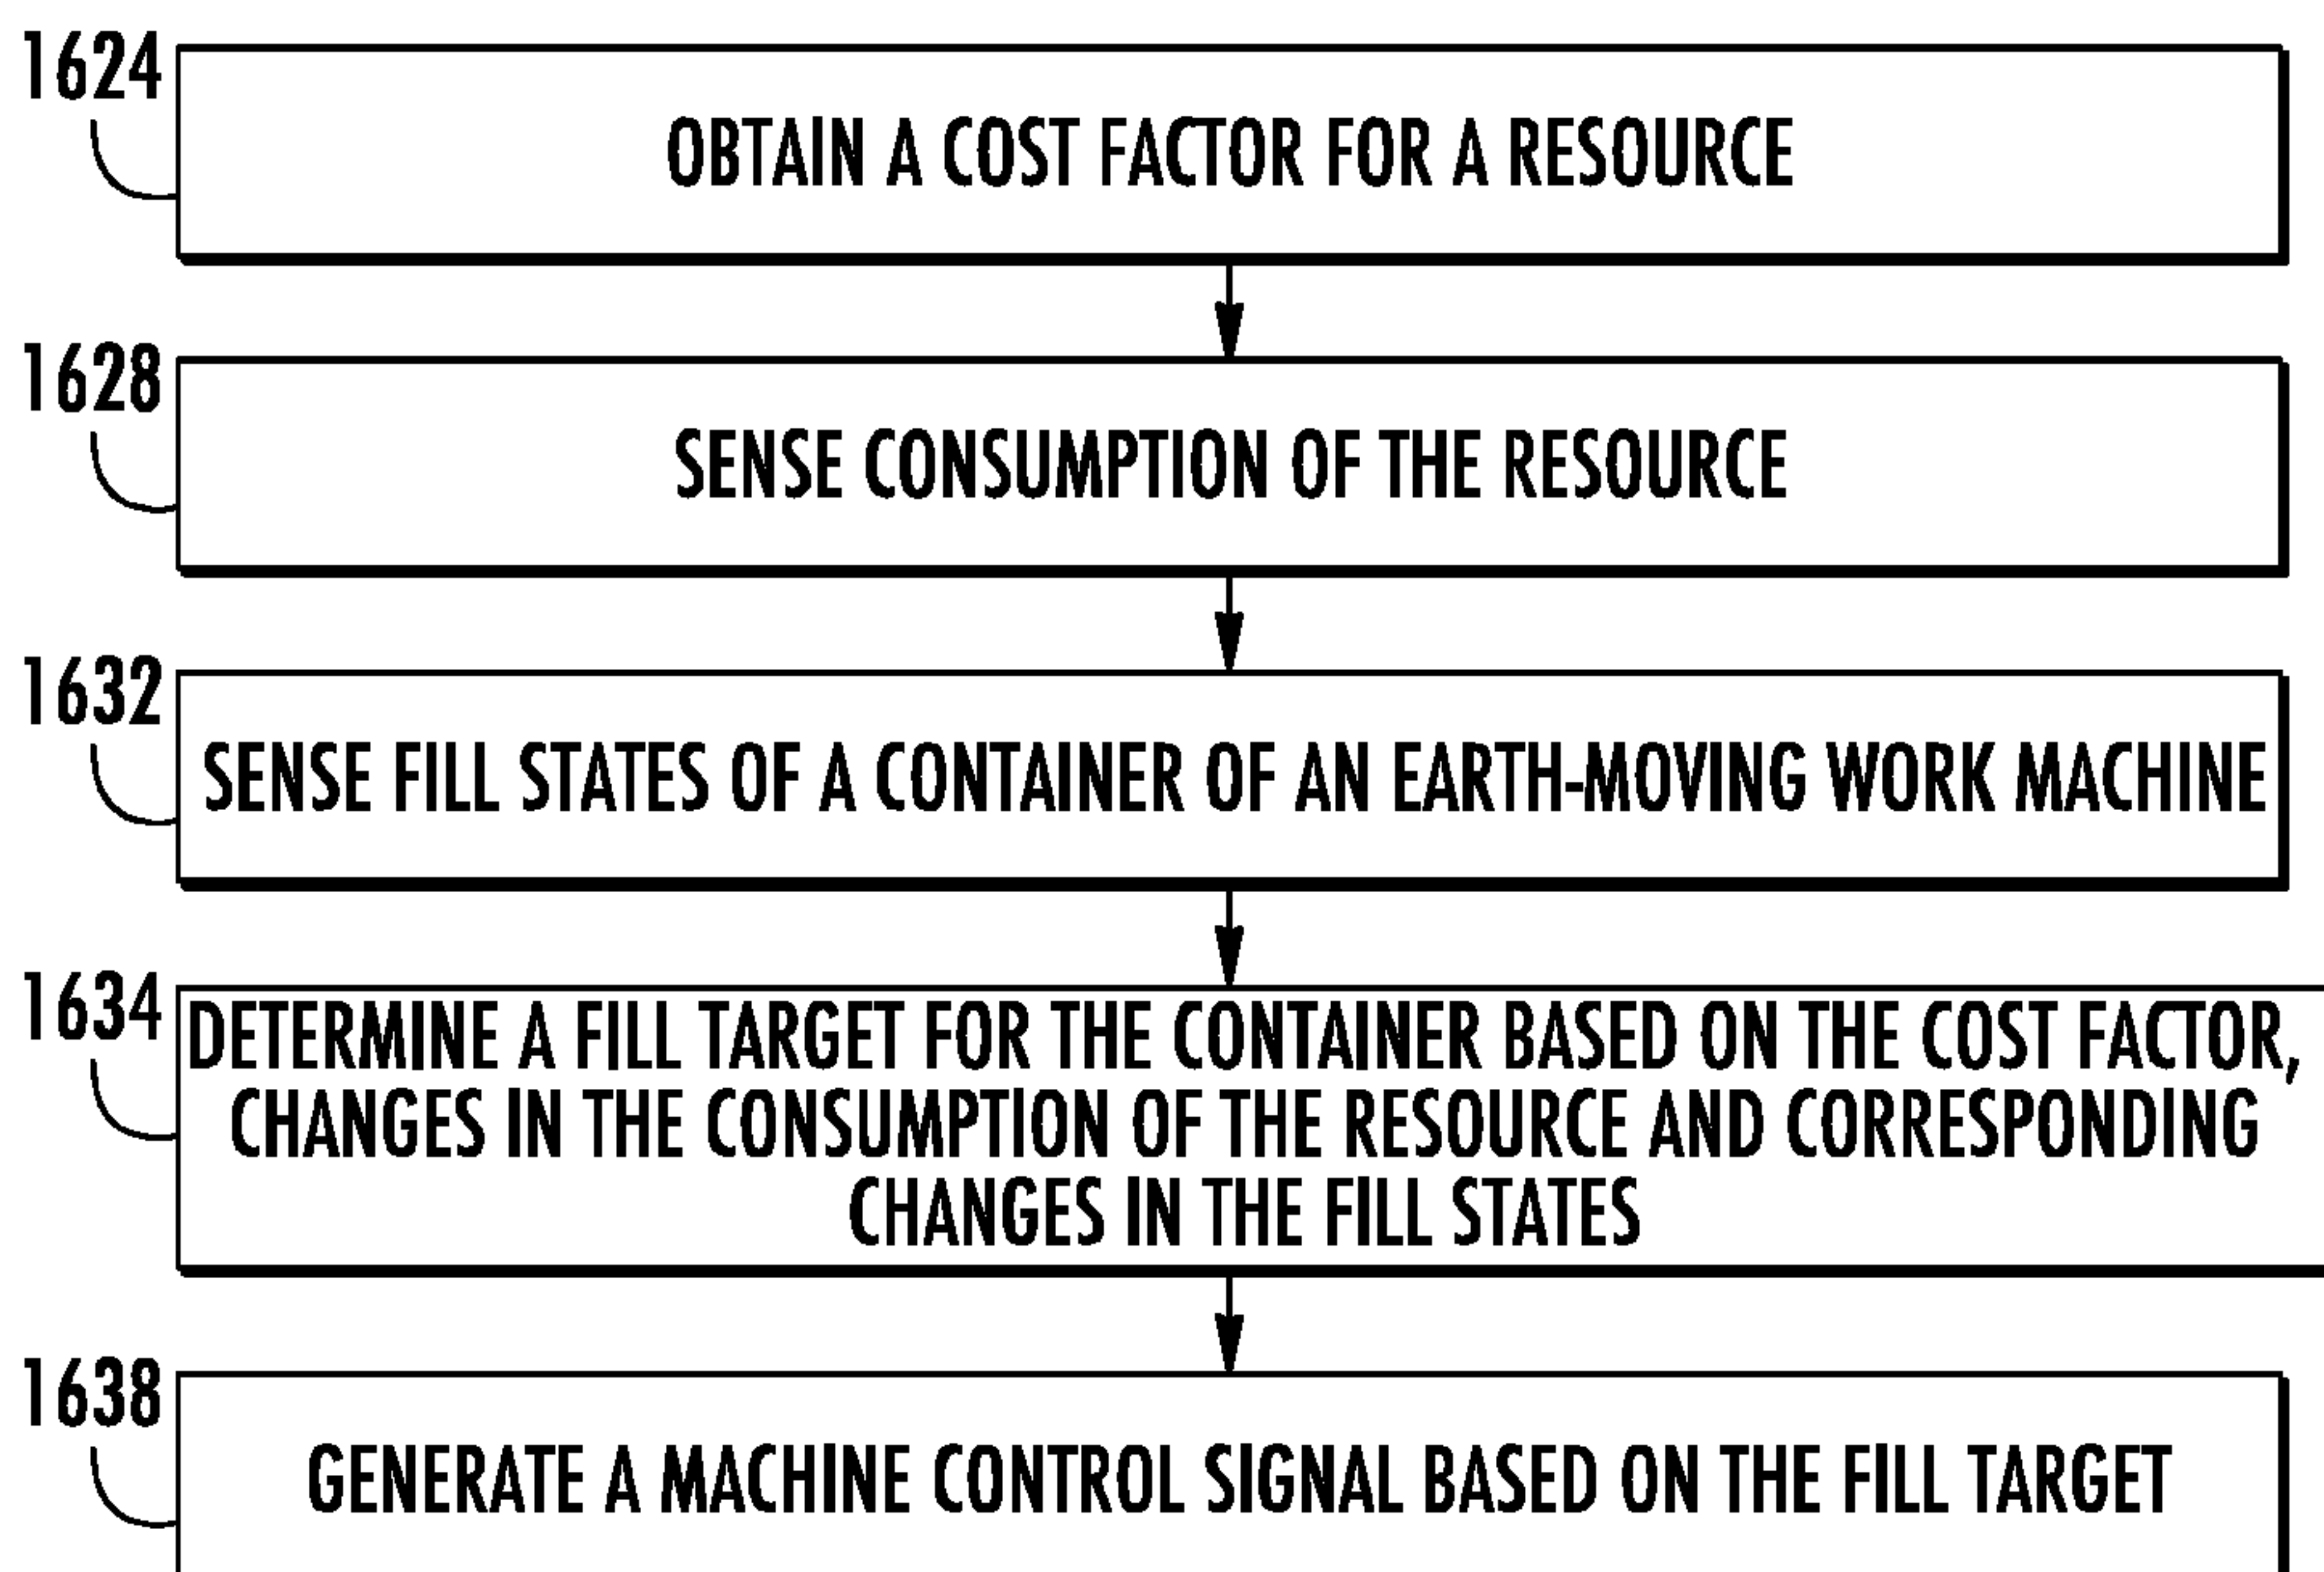 1624
OBTAIN A COST FACTOR FOR A RESOURCE
1628
SENSE CONSUMPTION OF THE RESOURCE
1632
SENSE FILL STATES OF A CONTAINER OF AN EARTH-MOVING WORK MACHINE
1634
DETERMINE A FILL TARGET FOR THE CONTAINER BASED ON THE COST FACTOR,
CHANGES IN THE CONSUMPTION OF THE RESOURCE AND CORRESPONDING
CHANGES IN THE FILL STATES
1638
GENERATE A MACHINE CONTROL SIGNAL BASED ON THE FILL TARGET